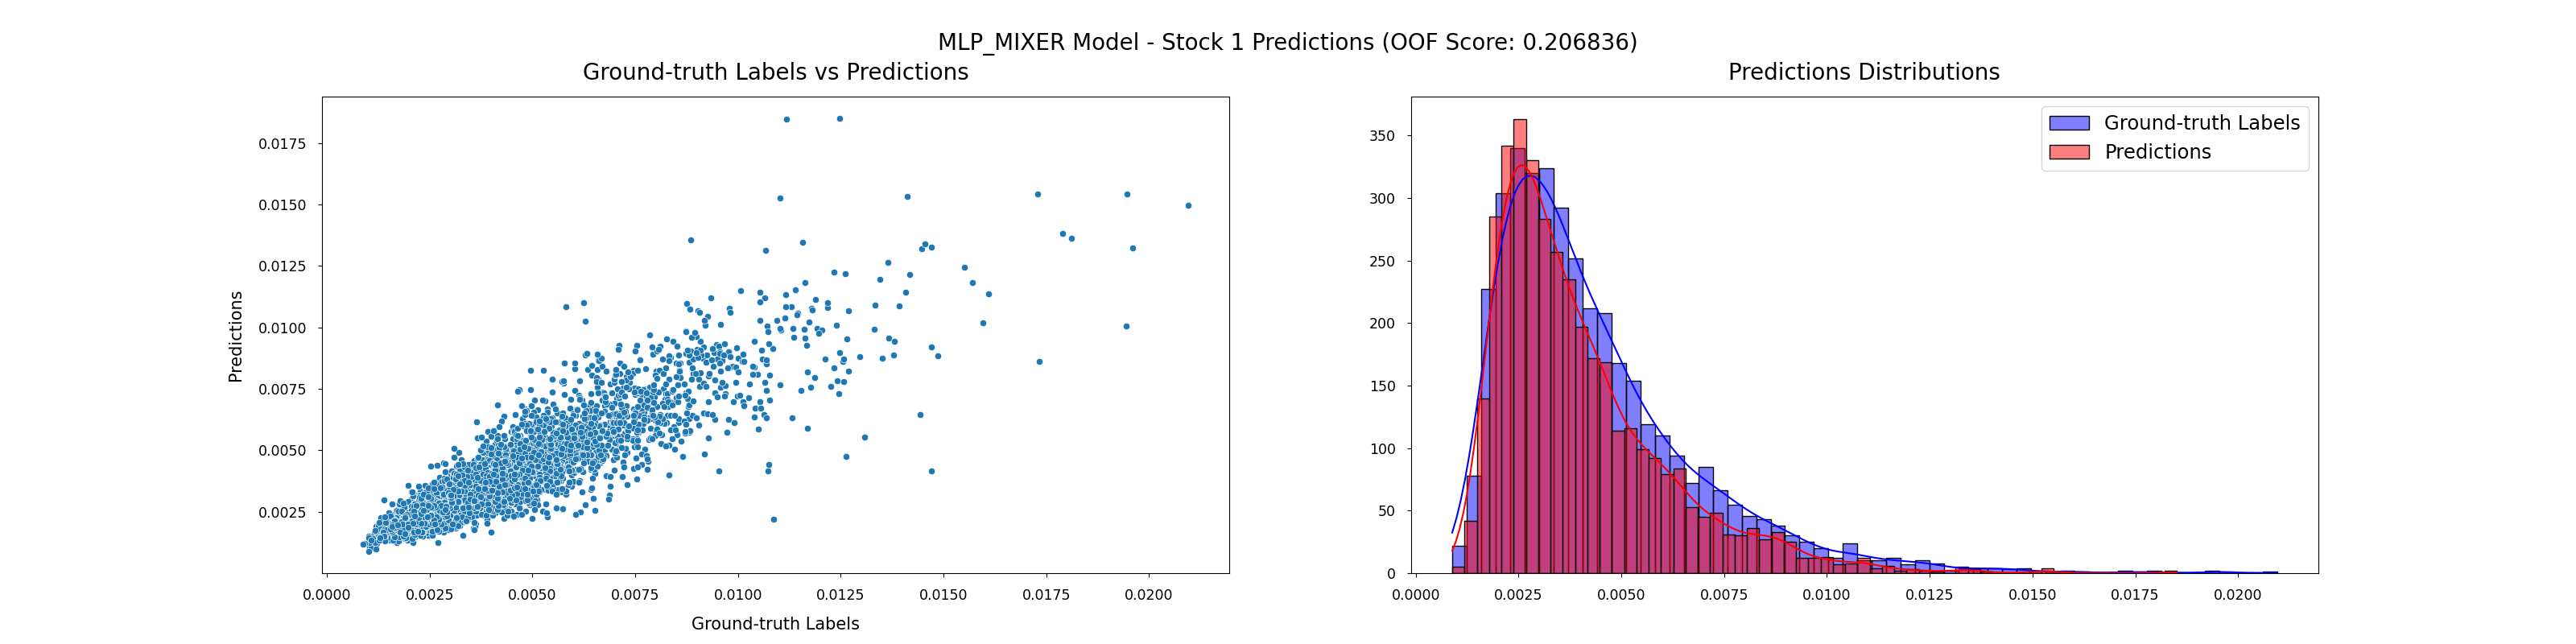 MLP_MIXER Model - Stock 1 Predictions (OOF Score: 0.206836)
Ground-truth Labels vs Predictions
Predictions
0.0175
0.0150
0.0125
0.0100
0.0075
0.0050
0.0025
0.0000 0.0025 0.0050 0.0075 0.0100 0.0125 0.0150 0.0175 0.0200
Ground-truth Labels
Predictions Distributions
Ground-truth Labels
Predictions
350
300
250
200
150
100
50
0
0.0000 0.0025 0.0050 0.0075 0.0100 0.0125 0.0150 0.0175 0.0200